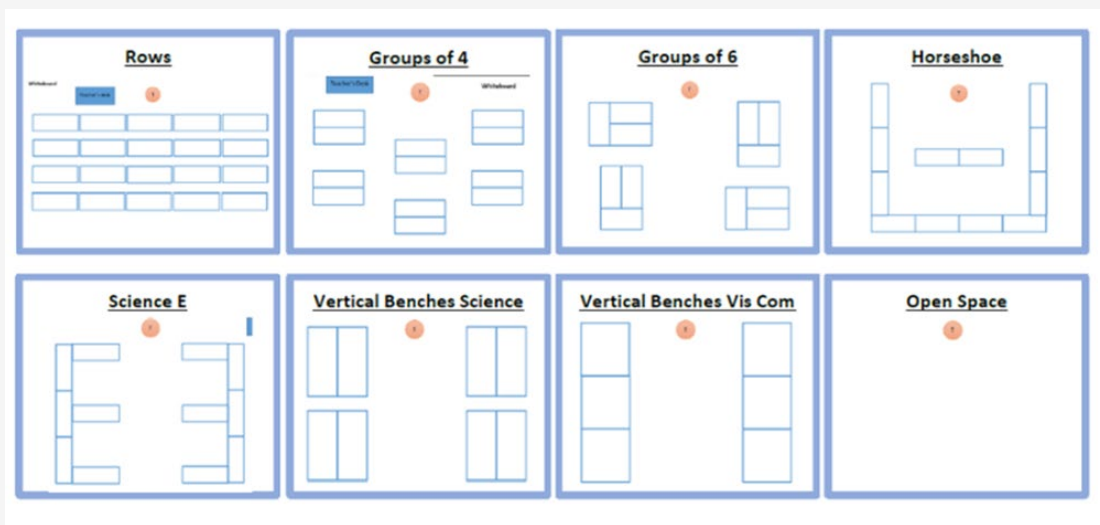 Rows
Whiteboard
Teacher's Desk
Groups of 4
Teacher's Desk
Whiteboard
Groups of 6
Horseshoe
Science E
Vertical Benches Science
Vertical Benches Vis Com
Open Space